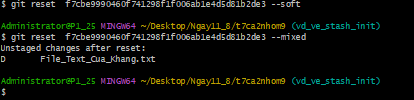 $ git reset  f7cbe9990460f741298f1f006ab1e4d5d81b2de3 --soft
Administrator@P1_25 MINGW64 ~/Desktop/Ngay11_8/t7ca2nhom9 (vd_ve_stash_init)
$ git reset  f7cbe9990460f741298f1f006ab1e4d5d81b2de3 --mixed
Unstaged changes after reset:
D       File_Text_Cua_Khang.txt
Administrator@P1_25 MINGW64 ~/Desktop/Ngay11_8/t7ca2nhom9 (vd_ve_stash_init)
$